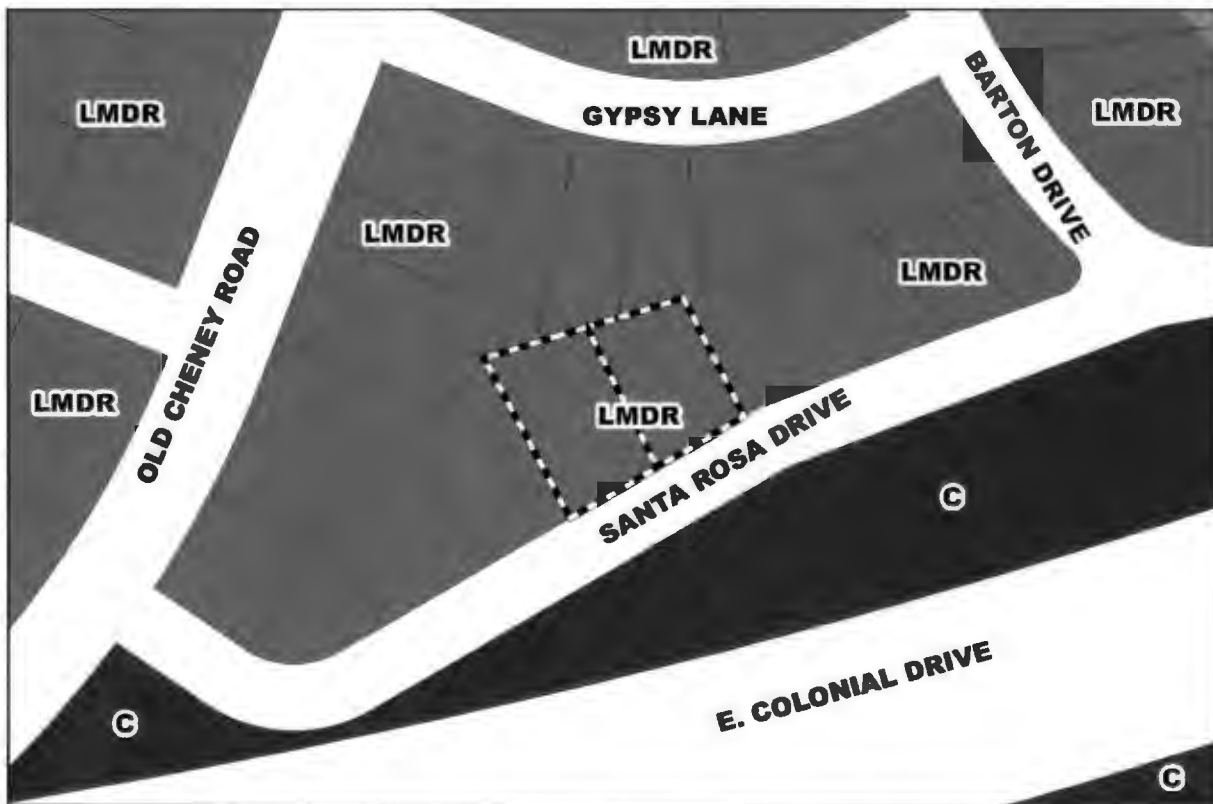 LMDR
LMDR
LMDR
GYPSY LANE
BARTON DRIVE
LMDR
LMDR
OLD CHENEY ROAD
LMDR
LMDR
SANTA ROSA DRIVE
C
E. COLONIAL DRIVE
C
C